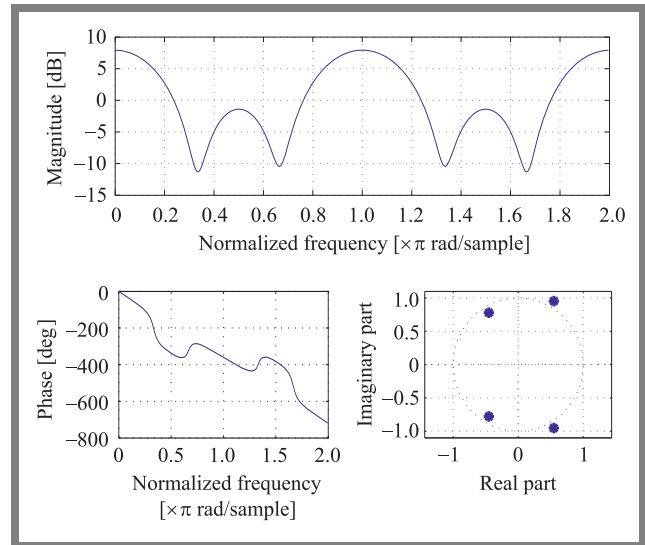 10
5
0
−5
−10
−15
Magnitude [dB]
0 0.2 0.4 0.6 0.8 1.0 1.2 1.4 1.6 1.8 2.0
Normalized frequency [×π rad/sample]
0
−200
−400
−600
−800
Phase [deg]
0 0.5 1.0 1.5 2.0
Normalized frequency
[×π rad/sample]
1.0
0.5
0
−0.5
−1.0
Imaginary part
−1 0 1
Real part